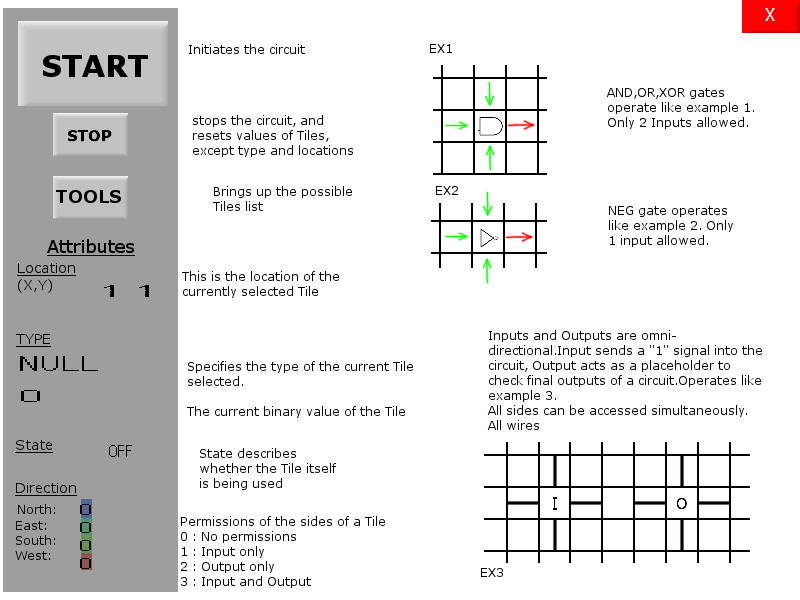 X
START
Initiates the circuit
EX1
AND,OR,XOR gates
operate like example 1.
Only 2 Inputs allowed.
STOP
stops the circuit, and
resets values of Tiles,
except type and locations
TOOLS
Brings up the possible
Tiles list
EX2
NEG gate operates
like example 2. Only
1 input allowed.
Attributes
Location
(X,Y)
1 1
This is the location of the
currently selected Tile
TYPE
NULL
0
Specifies the type of the current Tile
selected.
The current binary value of the Tile
Inputs and Outputs are omni-
directional.Input sends a "1" signal into the
circuit, Output acts as a placeholder to
check final outputs of a circuit.Operates like
example 3.
All sides can be accessed simultaneously.
All wires
State
OFF
State describes
whether the Tile itself
is being used
I
O
EX3
Direction
North: 0
East: 0
South: 0
West: 0
Permissions of the sides of a Tile
0 : No permissions
1 : Input only
2 : Output only
3 : Input and Output